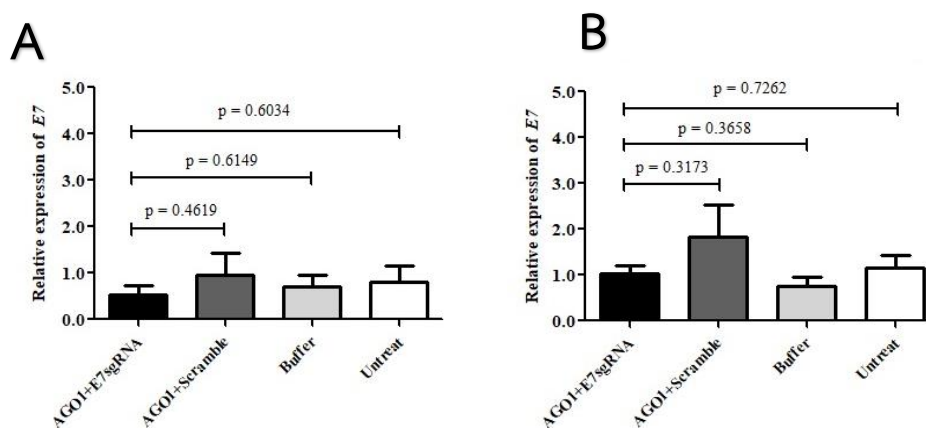 A
5.0
4.0
3.0
2.0
1.0
0.0
Relative expression of E7
p = 0.6034
p = 0.6149
p = 0.4619
AGO1+E7sgRNA
AGO1+Scramble
Buffer
Untreat
B
5.0
4.0
3.0
2.0
1.0
0.0
Relative expression of E7
p = 0.7262
p = 0.3658
p = 0.3173
AGO1+E7sgRNA
AGO1+Scramble
Buffer
Untreat